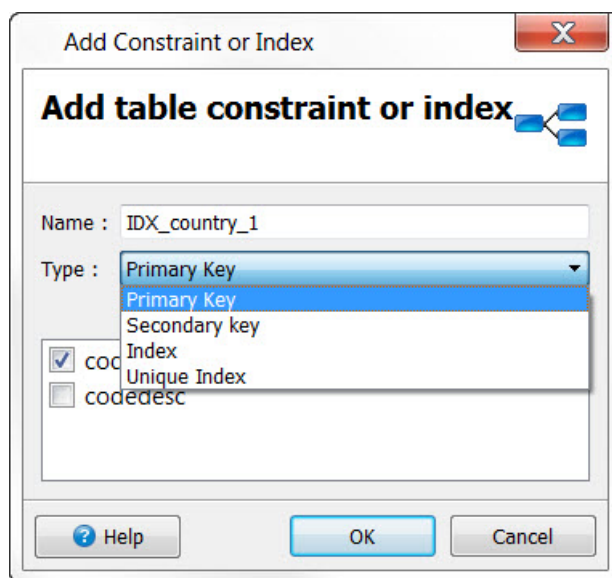 Add Constraint or Index
Add table constraint or index
Name : IDX_country_1
Type : Primary Key
Primary Key
Secondary key
Index
Unique Index
codedesc
Help
OK
Cancel